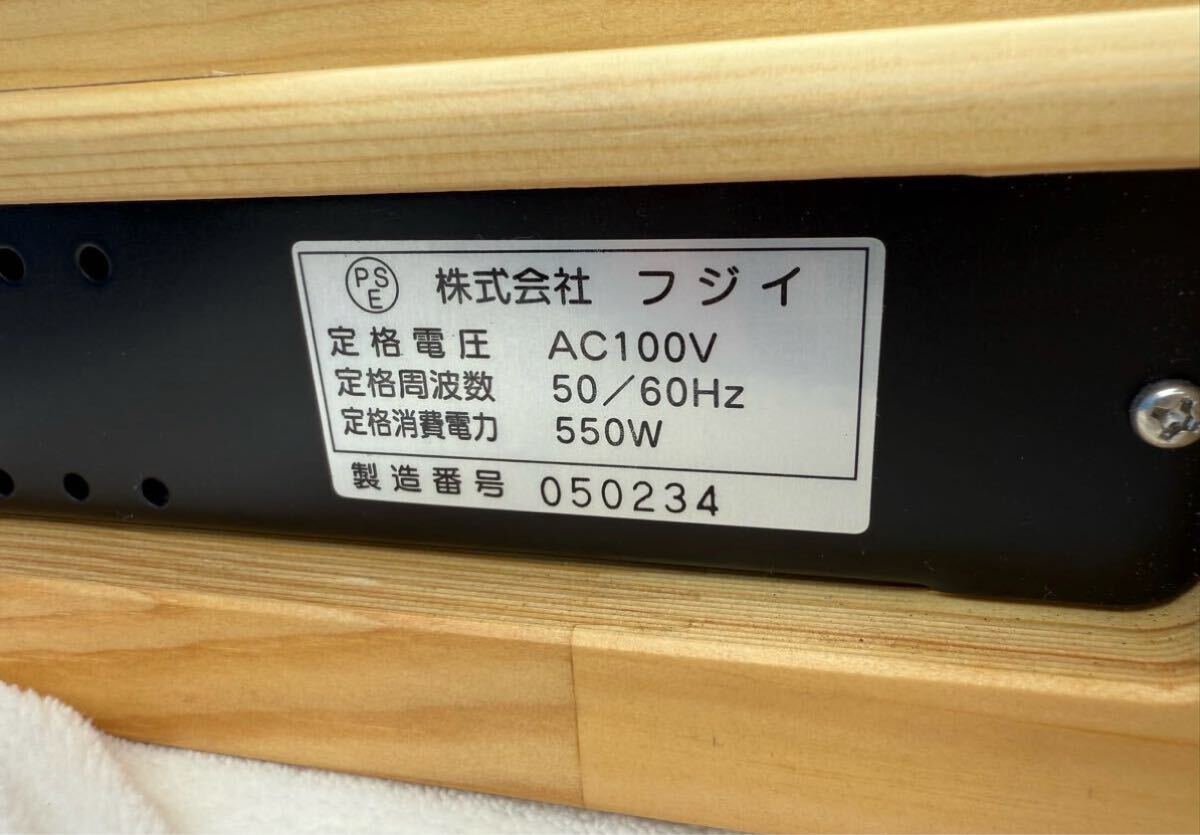 PSE 株式会社 フジイ
定格電圧 AC100V
定格周波数 50/60Hz
定格消費電力 550W
製造番号 050234